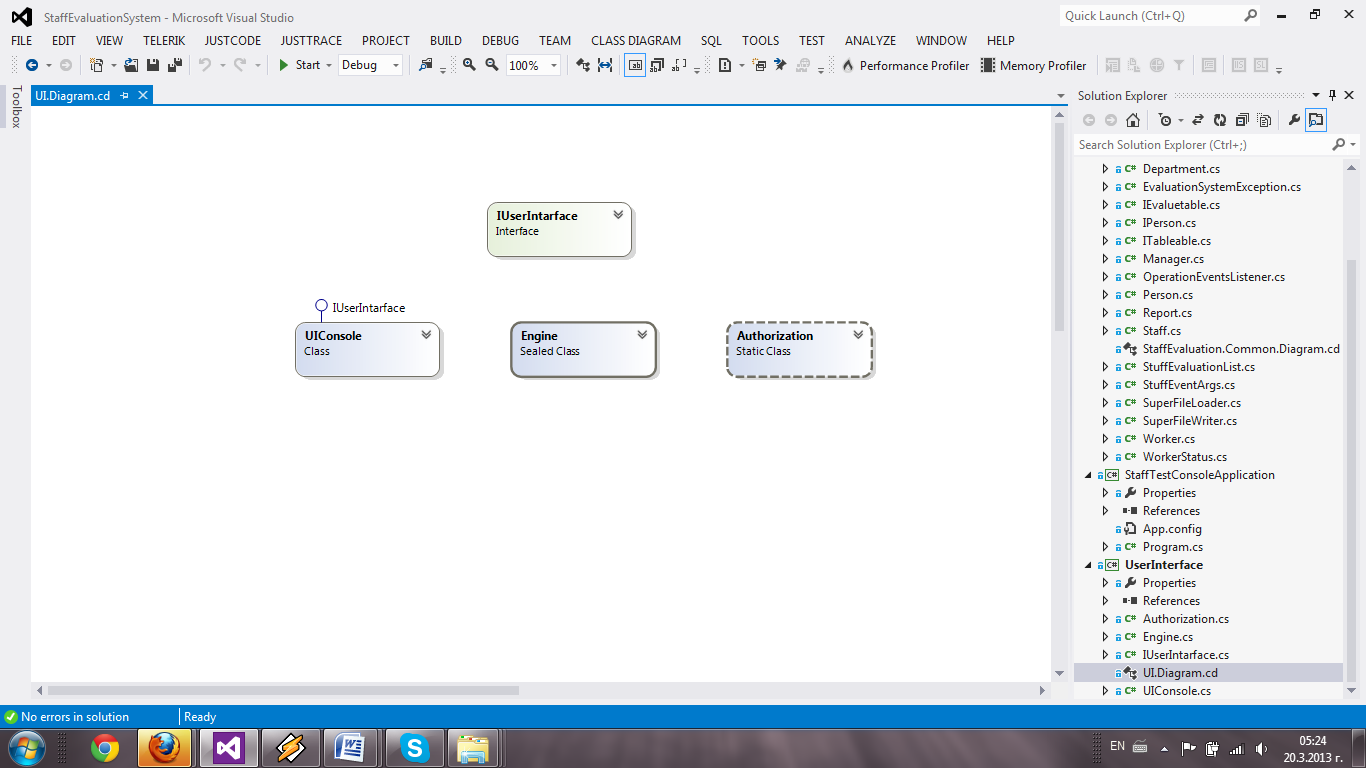 StaffEvaluationSystem - Microsoft Visual Studio
Quick Launch (Ctrl+Q)
FILE EDIT VIEW TELERIK JUSTCODE JUSTTRACE PROJECT BUILD DEBUG TEAM CLASS DIAGRAM SQL TOOLS TEST ANALYZE WINDOW HELP
Start Debug 100% Performance Profiler Memory Profiler
Toolbox
UI.Diagram.cd
IUserIntarface
Interface
IUserIntarface
UIConsole
Class
Engine
Sealed Class
Authorization
Static Class
Solution Explorer
Search Solution Explorer (Ctrl+;)
C# Department.cs
C# EvaluationSystemException.cs
C# IEvaluetable.cs
C# IPerson.cs
C# ITableable.cs
C# Manager.cs
C# OperationEventsListener.cs
C# Person.cs
C# Report.cs
C# Staff.cs
StaffEvaluation.Common.Diagram.cd
C# StuffEvaluationList.cs
C# StuffEventArgs.cs
C# SuperFileLoader.cs
C# SuperFileWriter.cs
C# Worker.cs
C# WorkerStatus.cs
C# StaffTestConsoleApplication
Properties
References
App.config
C# Program.cs
C# UserInterface
Properties
References
C# Authorization.cs
C# Engine.cs
C# IUserIntarface.cs
UI.Diagram.cd
C# UIConsole.cs
No errors in solution Ready
EN
05:24
20.3.2013 г.